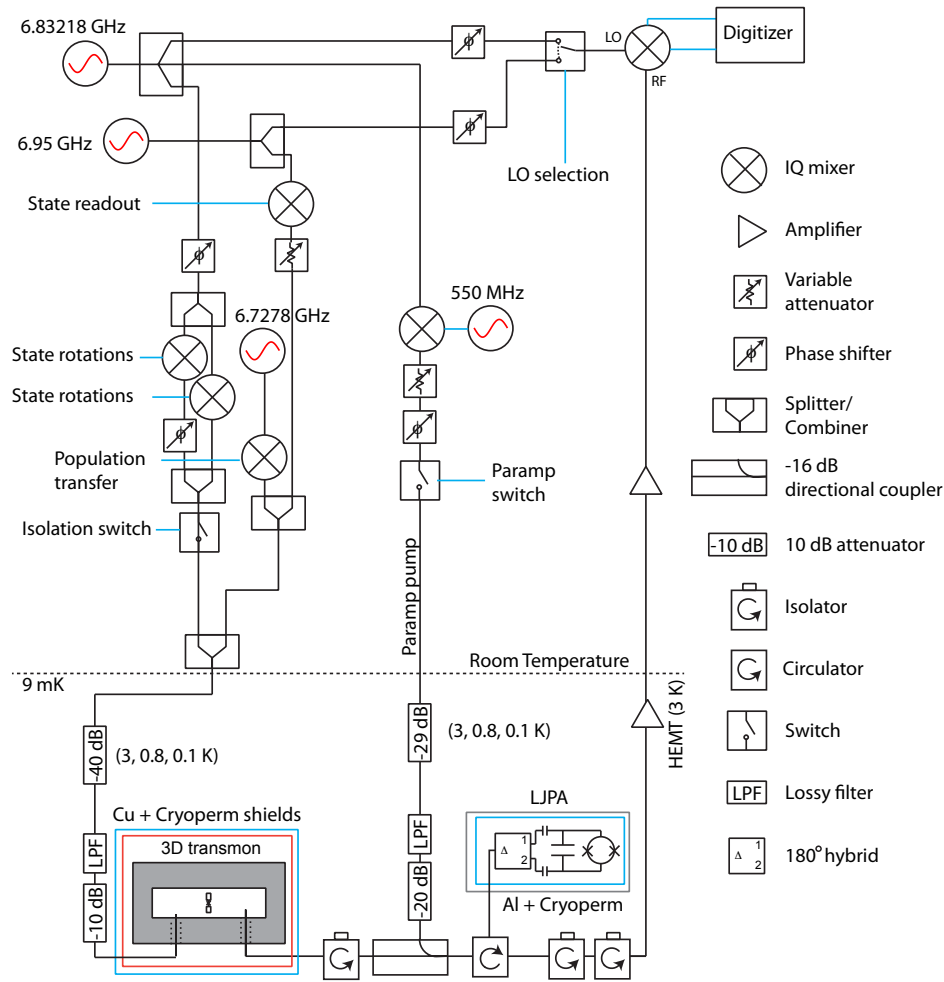 6.83218 GHz
LO
RF
Digitizer
6.95 GHz
ϕ
ϕ
LO selection
State readout
ϕ
IQ mixer
Amplifier
Variable
attenuator
550 MHz
6.7278 GHz
State rotations
State rotations
ϕ
Phase shifter
ϕ
ϕ
Splitter/
Combiner
Population
transfer
Paramp
switch
-16 dB
directional coupler
Isolation switch
-10 dB
10 dB attenuator
Paramp pump
Isolator
Room Temperature
9 mK
Circulator
HEMT (3 K)
-40 dB
(3, 0.8, 0.1 K)
-29 dB
(3, 0.8, 0.1 K)
Switch
LPF
Lossy filter
LJPA
Cu + Cryoperm shields
LPF
LPF
3D transmon
Δ
1
2
Δ
1
2
180° hybrid
-10 dB
-20 dB
Al + Cryoperm